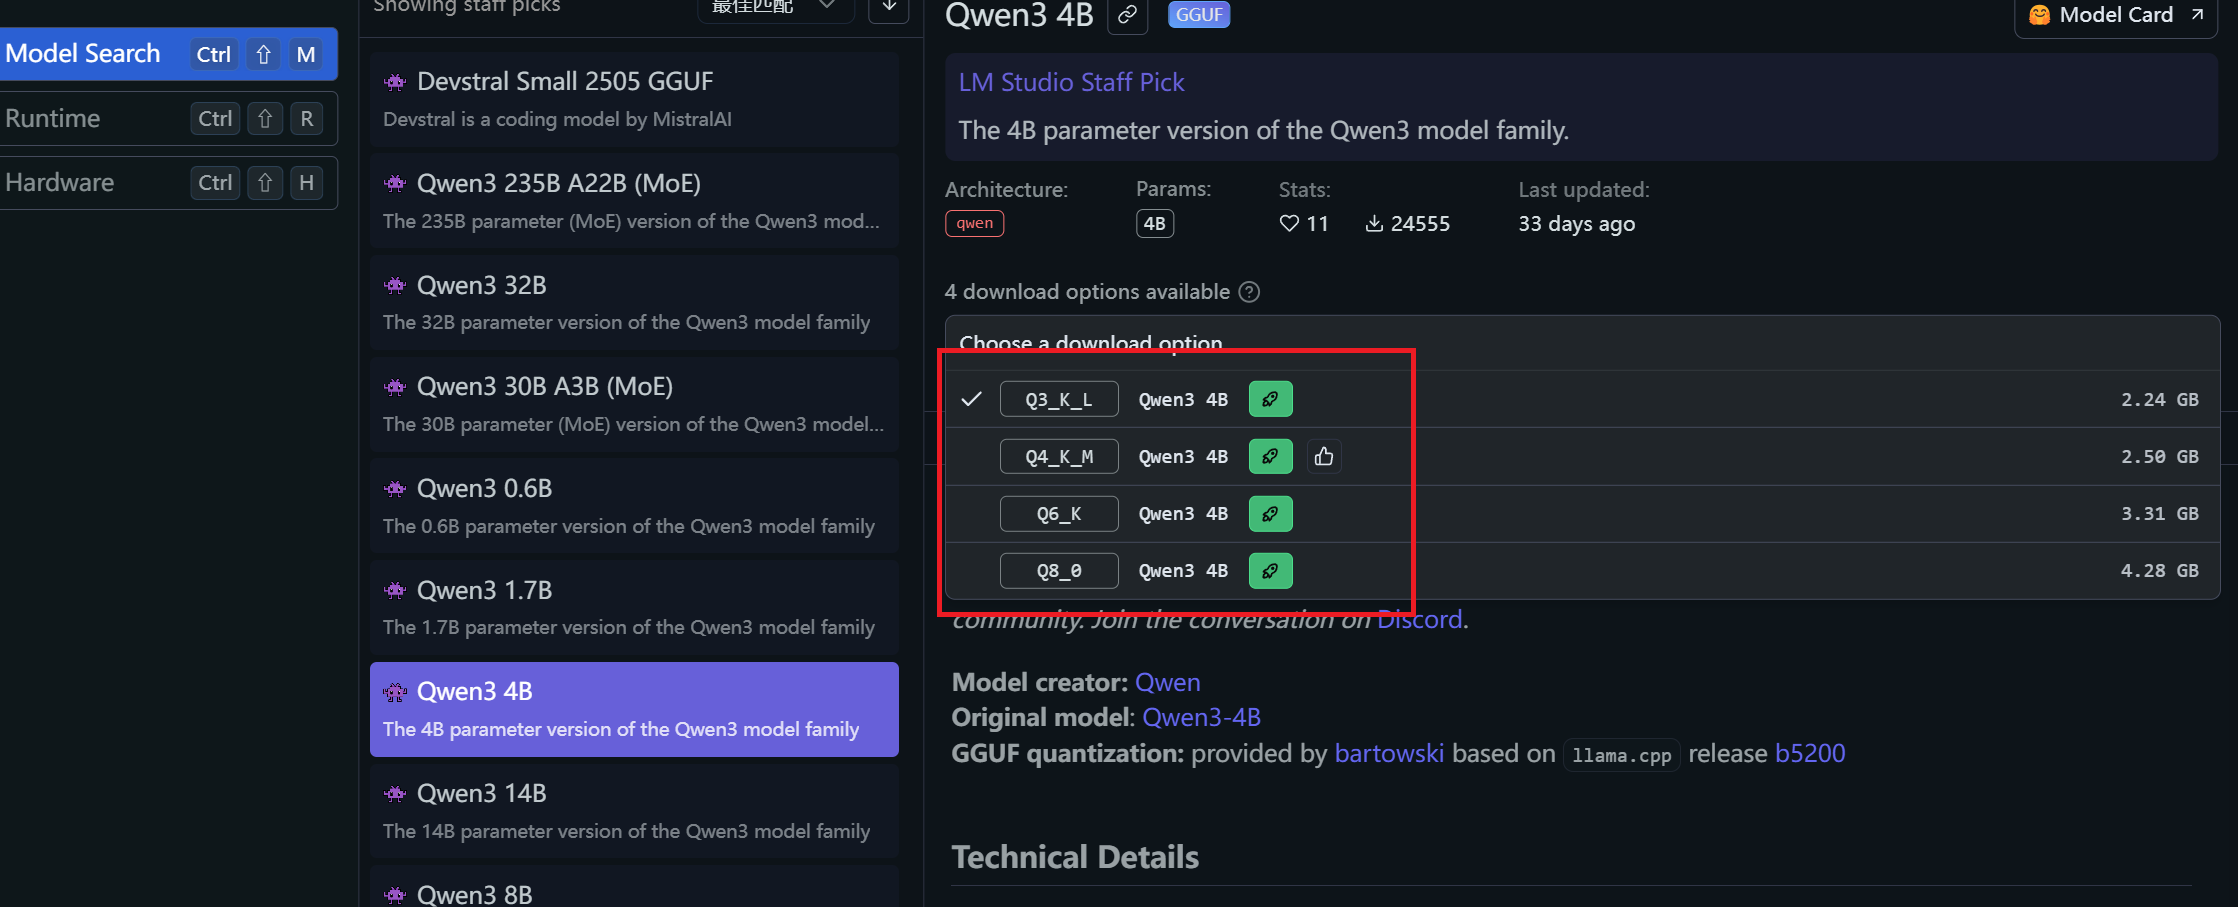 Model Search Ctrl ⇧ M
Runtime Ctrl ⇧ R
Hardware Ctrl ⇧ H
Showing staff picks 最佳匹配
Devstral Small 2505 GGUF
Devstral is a coding model by MistralAI
Qwen3 235B A22B (MoE)
The 235B parameter (MoE) version of the Qwen3 mod...
Qwen3 32B
The 32B parameter version of the Qwen3 model family
Qwen3 30B A3B (MoE)
The 30B parameter (MoE) version of the Qwen3 model...
Qwen3 0.6B
The 0.6B parameter version of the Qwen3 model family
Qwen3 1.7B
The 1.7B parameter version of the Qwen3 model family
Qwen3 4B
The 4B parameter version of the Qwen3 model family
Qwen3 14B
The 14B parameter version of the Qwen3 model family
Qwen3 8B
Qwen3 4B GGUF
Model Card
LM Studio Staff Pick
The 4B parameter version of the Qwen3 model family.
Architecture: Params: Stats: Last updated:
qwen 4B 11 24555 33 days ago
4 download options available
Choose a download option
Q3_K_L Qwen3 4B 2.24 GB
Q4_K_M Qwen3 4B 2.50 GB
Q6_K Qwen3 4B 3.31 GB
Q8_0 Qwen3 4B 4.28 GB
community. Join the conversation on Discord.
Model creator: Qwen
Original model: Qwen3-4B
GGUF quantization: provided by bartowski based on llama.cpp release b5200
Technical Details